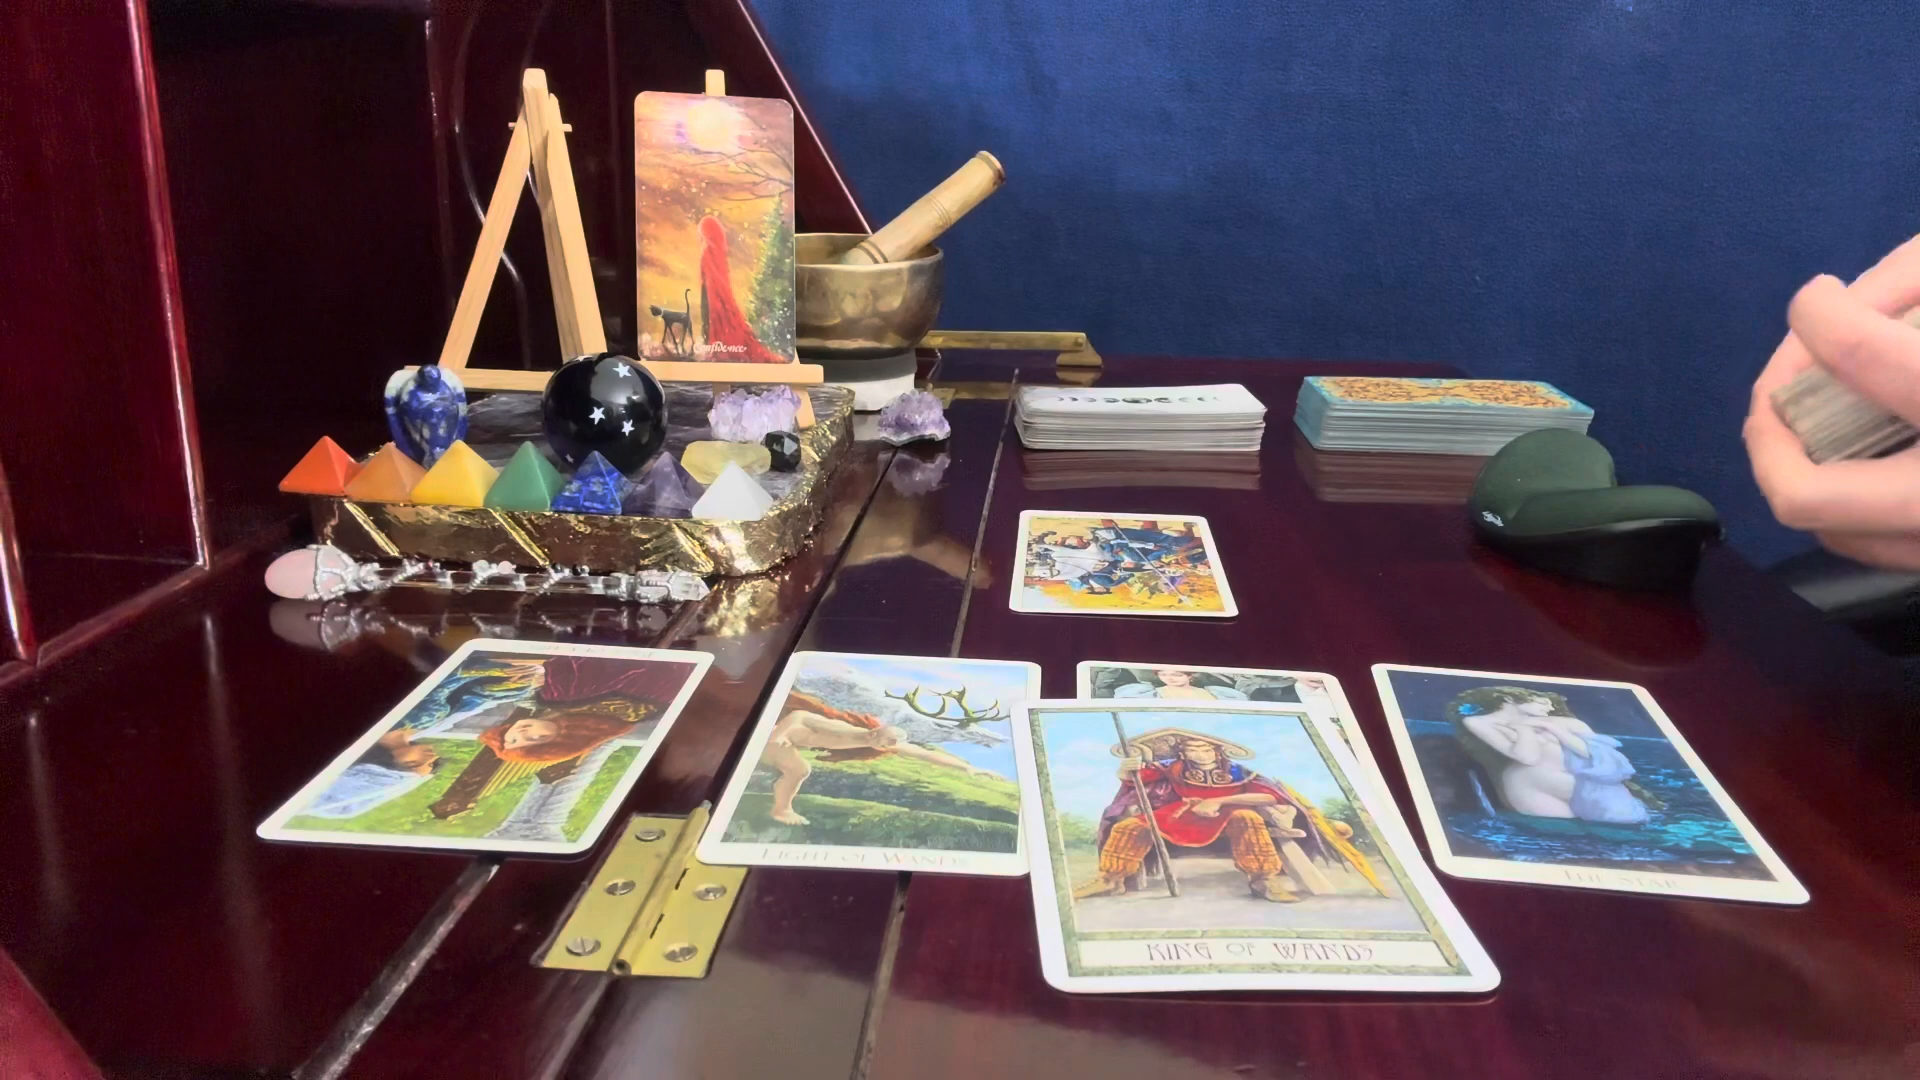 Confidence
EIGHT OF WANDS
KING OF WANDS
THE STAR